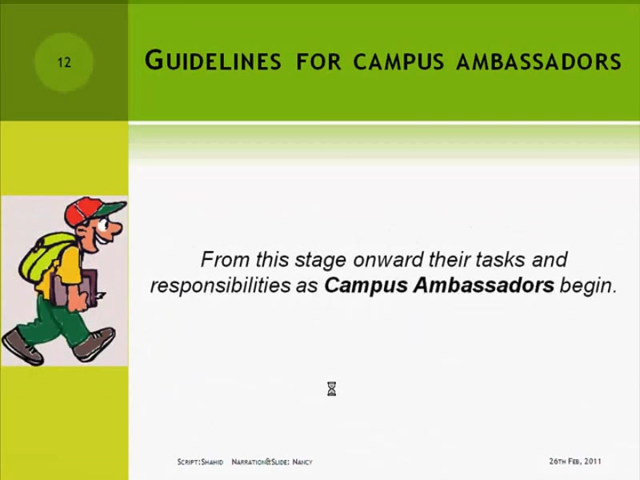 12
GUIDELINES FOR CAMPUS AMBASSADORS
From this stage onward their tasks and
responsibilities as Campus Ambassadors begin.
SCRIPT:SHAHID NARRATION&SLIDE: NANCY
26TH FEB, 2011